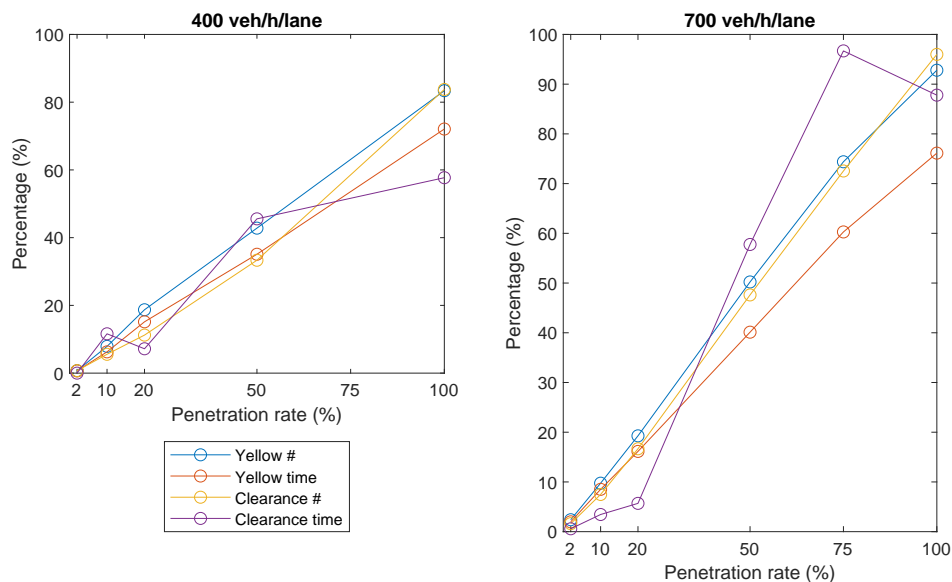 400 veh/h/lane
100
80
60
40
20
0
Percentage (%)
2 10 20 50 75 100
Penetration rate (%)
Yellow #
Yellow time
Clearance #
Clearance time
700 veh/h/lane
100
90
80
70
60
50
40
30
20
10
0
Percentage (%)
2 10 20 50 75 100
Penetration rate (%)